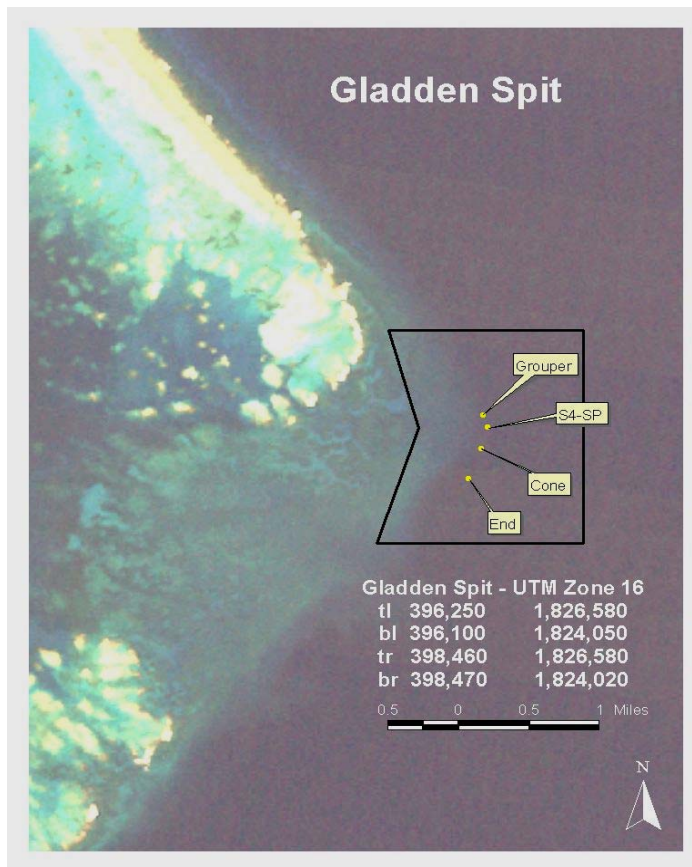 Gladden Spit
Grouper
S4-SP
Cone
End
Gladden Spit - UTM Zone 16
tl 396,250 1,826,580
bl 396,100 1,824,050
tr 398,460 1,826,580
br 398,470 1,824,020
0.5 0 0.5 1 Miles
N